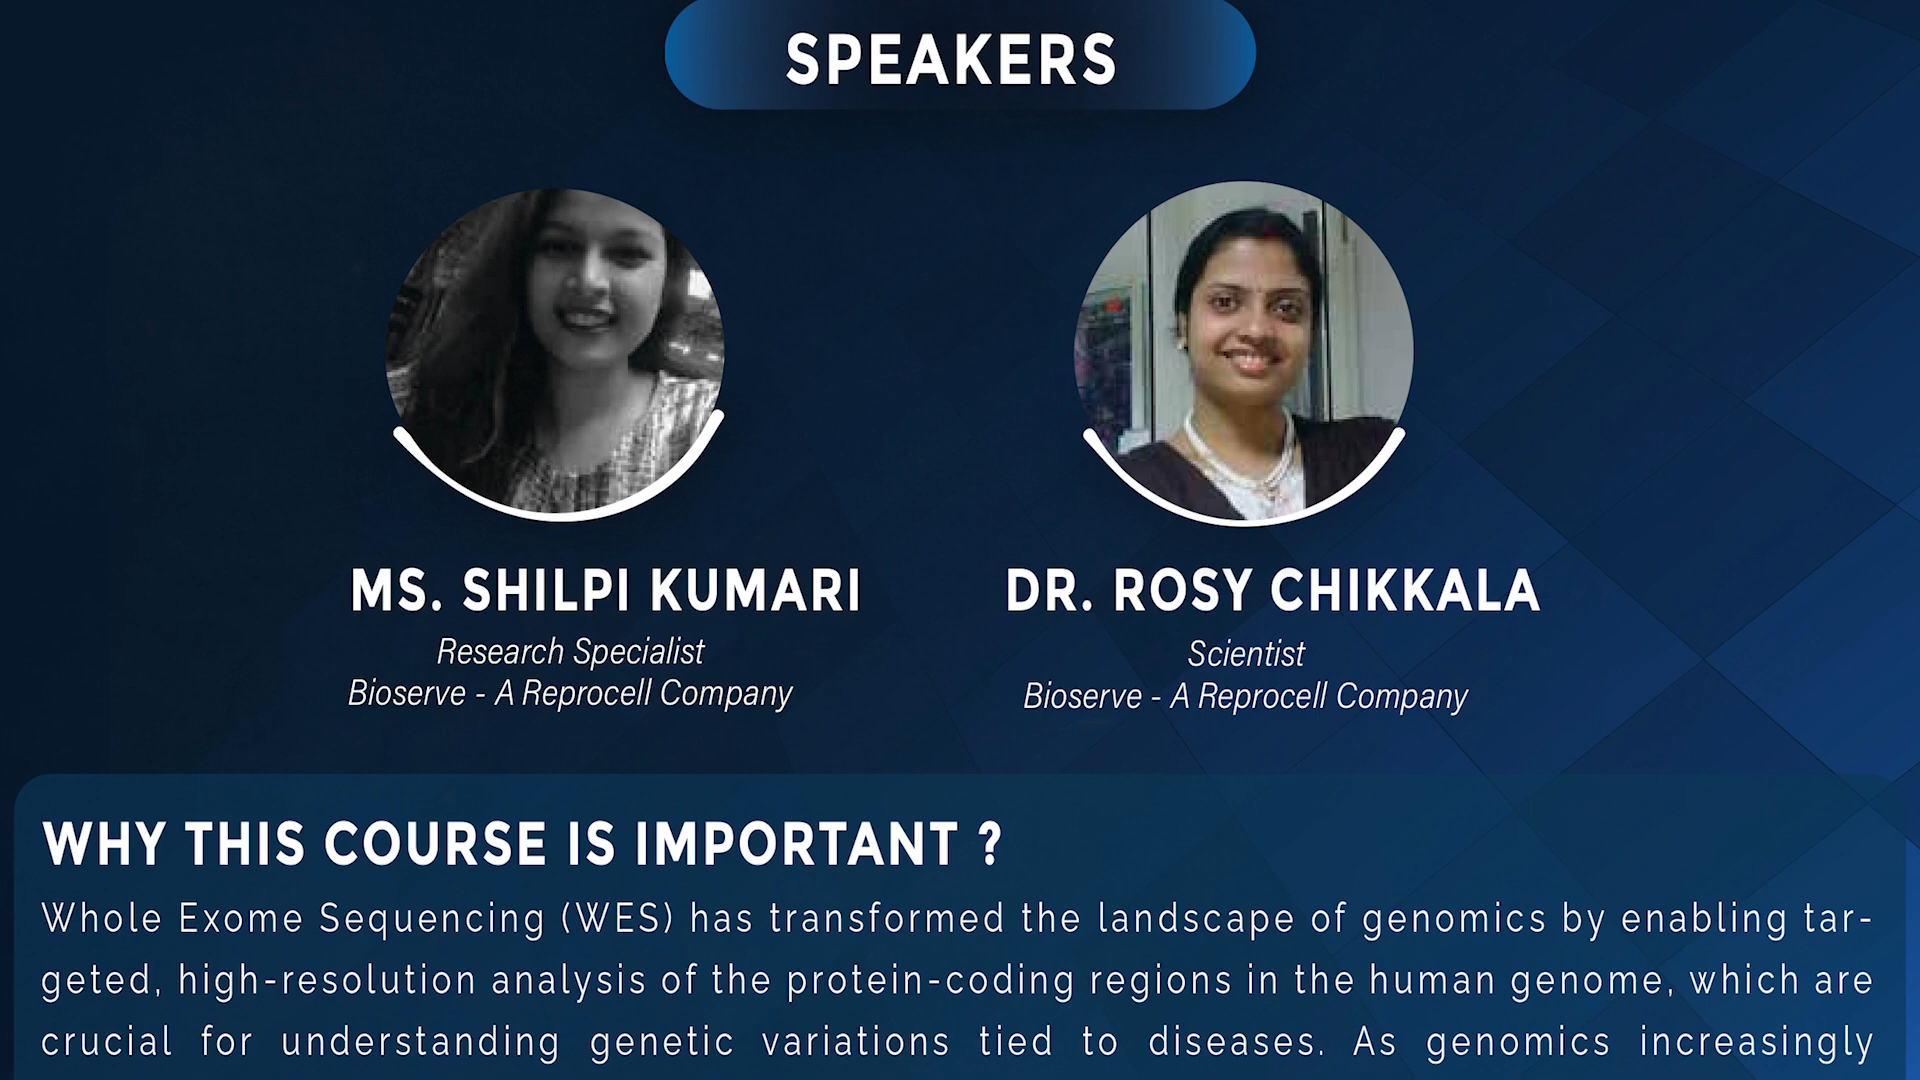 SPEAKERS
MS. SHILPI KUMARI
Research Specialist
Bioserve - A Reprocell Company
DR. ROSY CHIKKALA
Scientist
Bioserve - A Reprocell Company
WHY THIS COURSE IS IMPORTANT ?
Whole Exome Sequencing (WES) has transformed the landscape of genomics by enabling tar-
geted, high-resolution analysis of the protein-coding regions in the human genome, which are
crucial for understanding genetic variations tied to diseases. As genomics increasingly